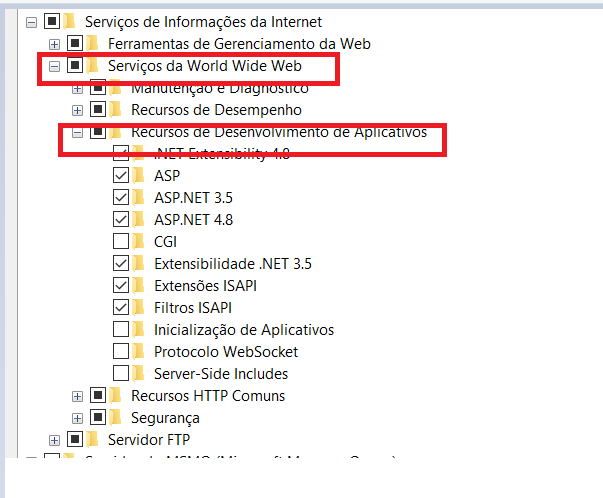 Serviços de Informações da Internet
Ferramentas de Gerenciamento da Web
Serviços da World Wide Web
Manutenção e Diagnóstico
Recursos de Desempenho
Recursos de Desenvolvimento de Aplicativos
.NET Extensibility 4.8
ASP
ASP.NET 3.5
ASP.NET 4.8
CGI
Extensibilidade .NET 3.5
Extensões ISAPI
Filtros ISAPI
Inicialização de Aplicativos
Protocolo WebSocket
Server-Side Includes
Recursos HTTP Comuns
Segurança
Servidor FTP